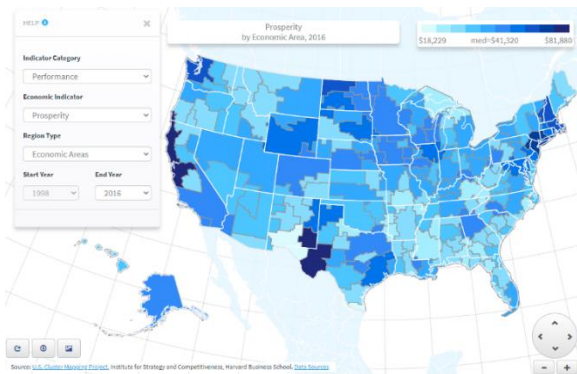 HELP
Indicator Category
Performance
Economic Indicator
Prosperity
Region Type
Economic Areas
Start Year
End Year
1998
2016
Prosperity
by Economic Area, 2016
$18,229
med=$41,320
$81,880
Source: U.S. Cluster Mapping Project, Institute for Strategy and Competitiveness, Harvard Business School. Data Sources